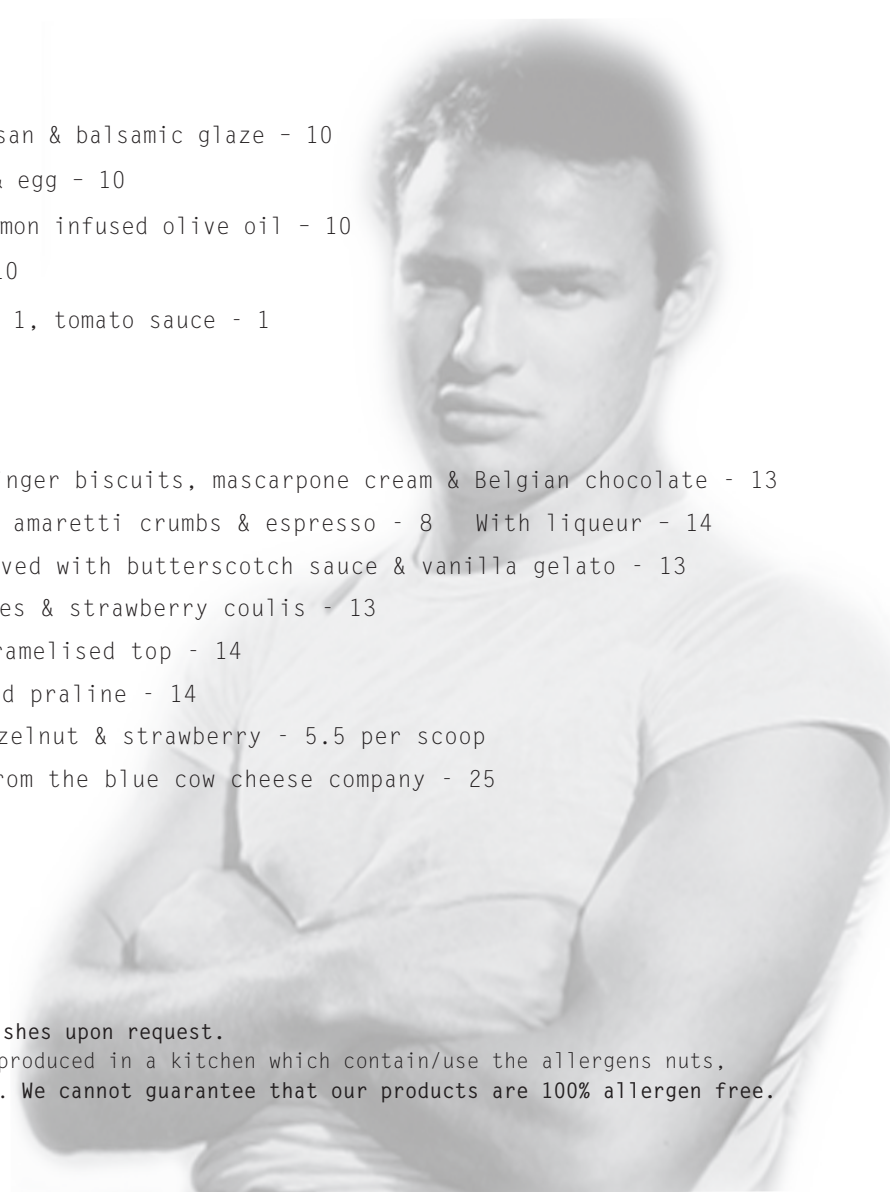 san & balsamic glaze – 10
& egg – 10
mon infused olive oil – 10
10
1, tomato sauce - 1
nger biscuits, mascarpone cream & Belgian chocolate - 13
amaretti crumbs & espresso - 8 With liqueur – 14
ved with butterscotch sauce & vanilla gelato - 13
es & strawberry coulis - 13
ramelised top - 14
d praline - 14
zelnut & strawberry - 5.5 per scoop
rom the blue cow cheese company - 25
shes upon request.
produced in a kitchen which contain/use the allergens nuts,
. We cannot guarantee that our products are 100% allergen free.